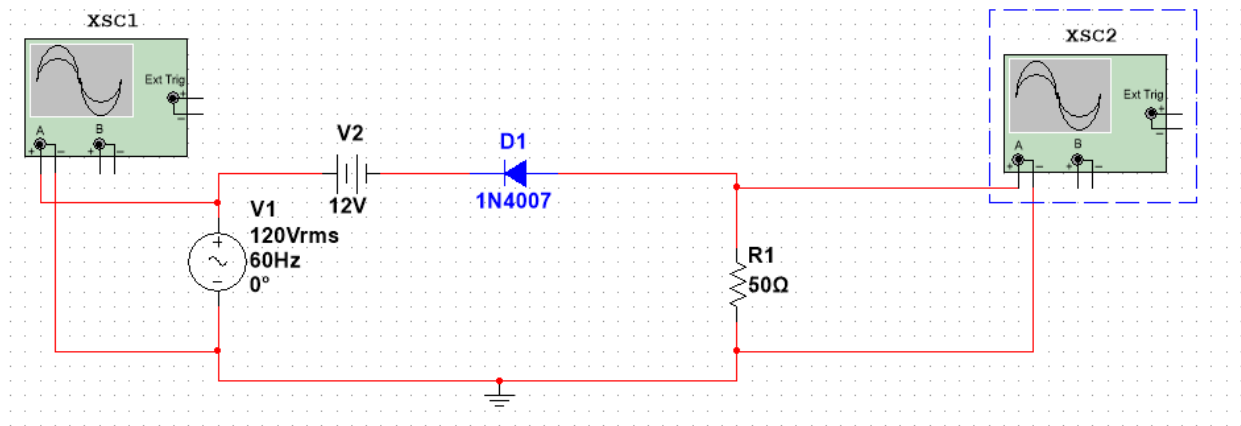 XSC1
Ext Trig
+
−
A
B
+
−
+
−
V2
12V
D1
1N4007
V1
120Vrms
60Hz
0°
+
−
R1
50Ω
XSC2
Ext Trig
+
−
A
B
+
−
+
−